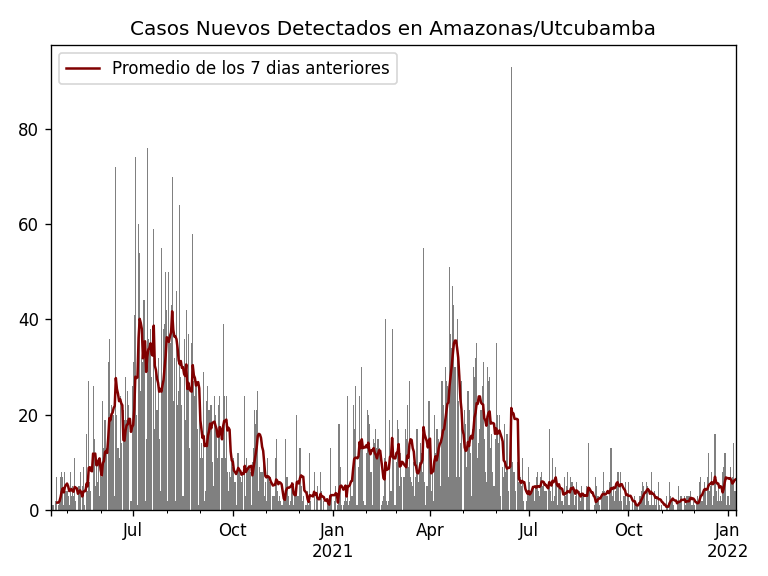 Casos Nuevos Detectados en Amazonas/Utcubamba
Promedio de los 7 dias anteriores
80
60
40
20
0
Jul
Oct
Jan
2021
Apr
Jul
Oct
Jan
2022